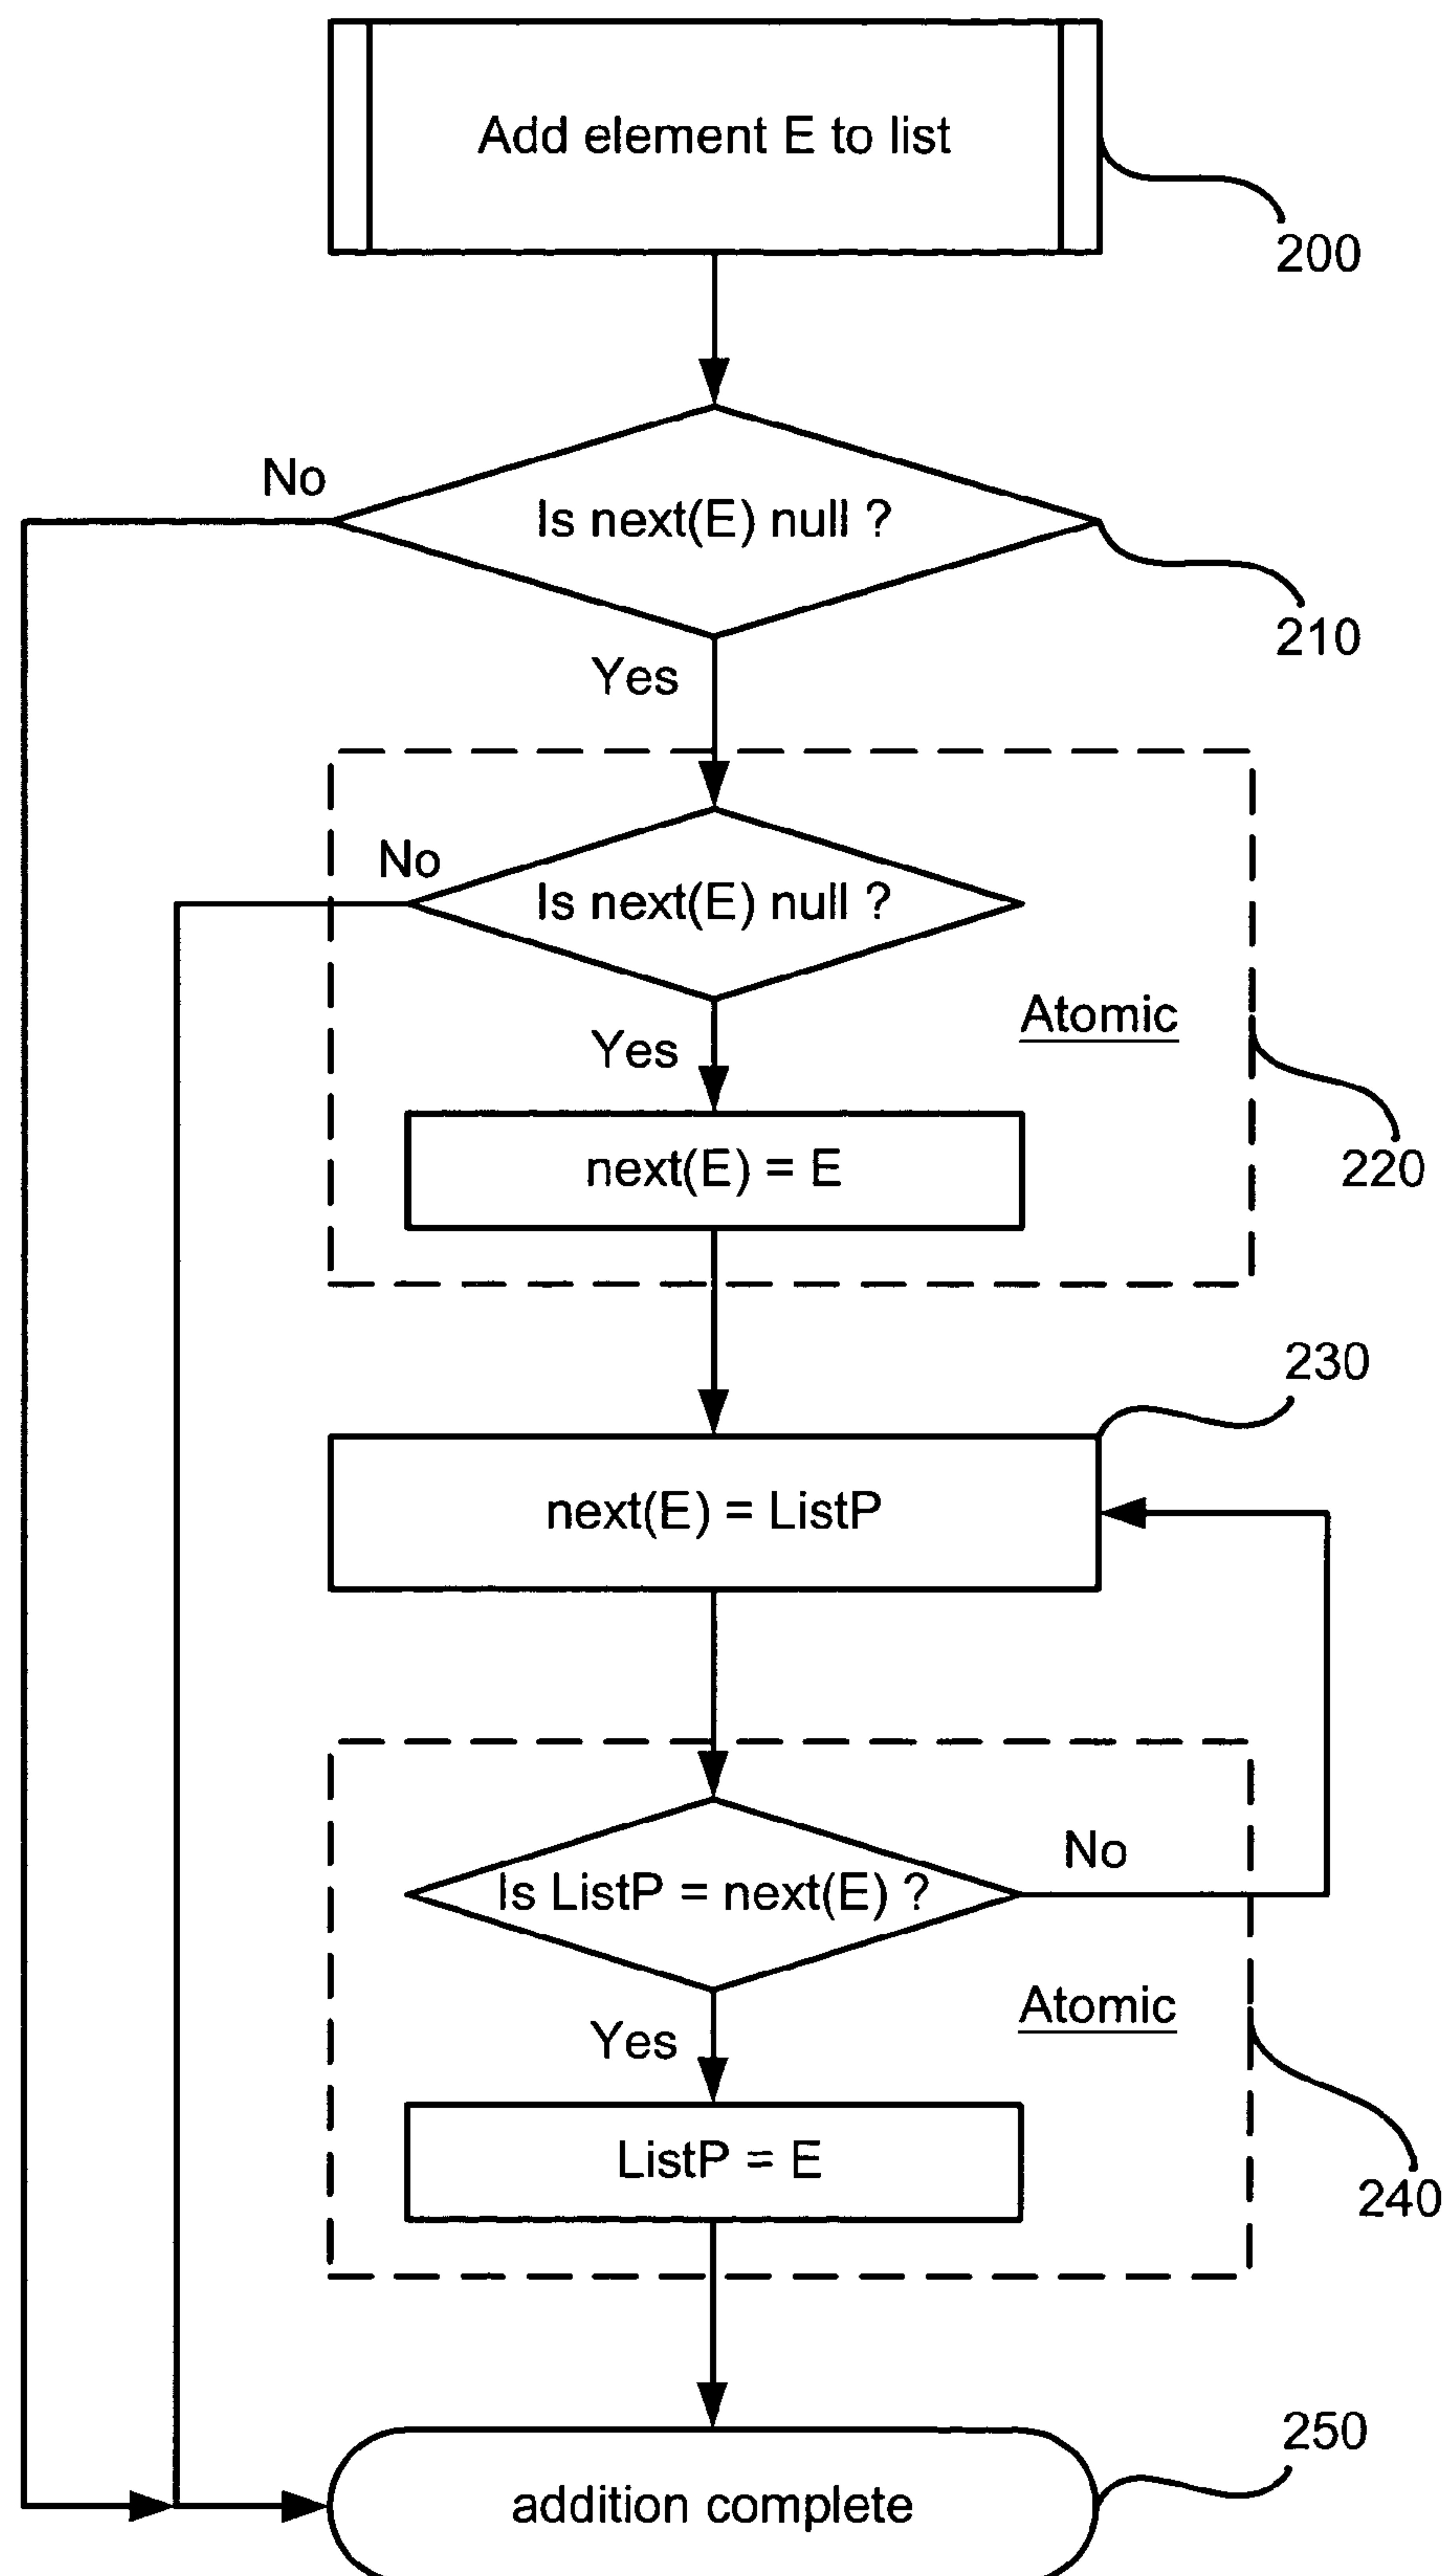 Add element E to list
200
No
Is next(E) null ?
210
Yes
No
Is next(E) null ?
Atomic
Yes
220
next(E) = E
230
next(E) = ListP
No
Is ListP = next(E) ?
Atomic
Yes
ListP = E
240
250
addition complete